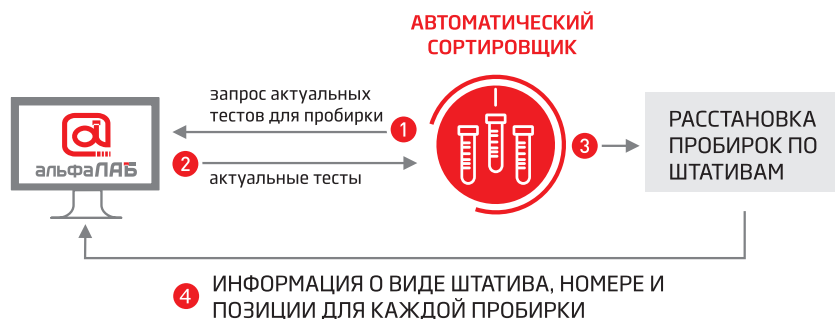 АВТОМАТИЧЕСКИЙ
СОРТИРОВЩИК
запрос актуальных
тестов для пробирки
1
альфаЛАБ
2
актуальные тесты
3
РАССТАНОВКА
ПРОБИРОК ПО
ШТАТИВАМ
4
ИНФОРМАЦИЯ О ВИДЕ ШТАТИВА, НОМЕРЕ И
ПОЗИЦИИ ДЛЯ КАЖДОЙ ПРОБИРКИ